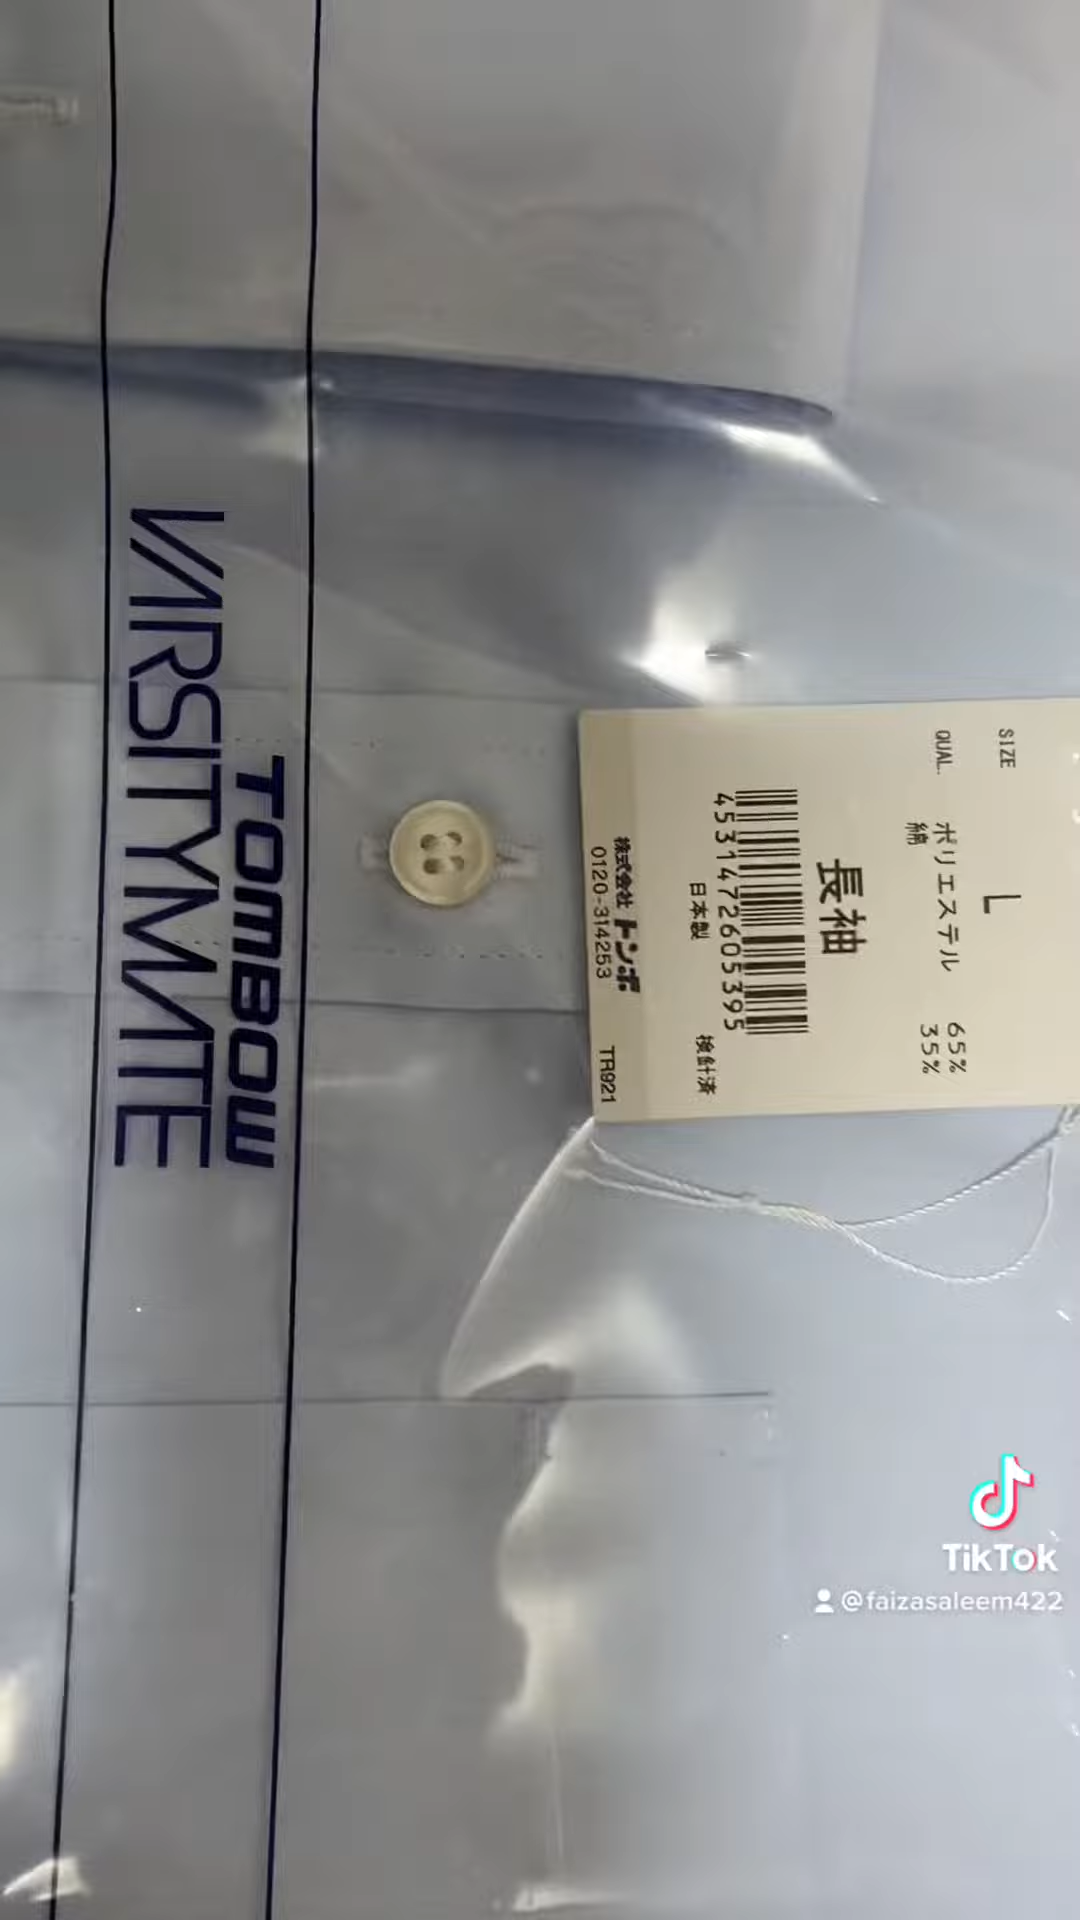 TOMBOW
VARSITYMATE
SIZE L
QUAL. ポリエステル 65%
綿 35%
長袖
4531472605395
日本製 検針済
株式会社 トンボ
0120-314253 TR921
TikTok
@faizasaleem422